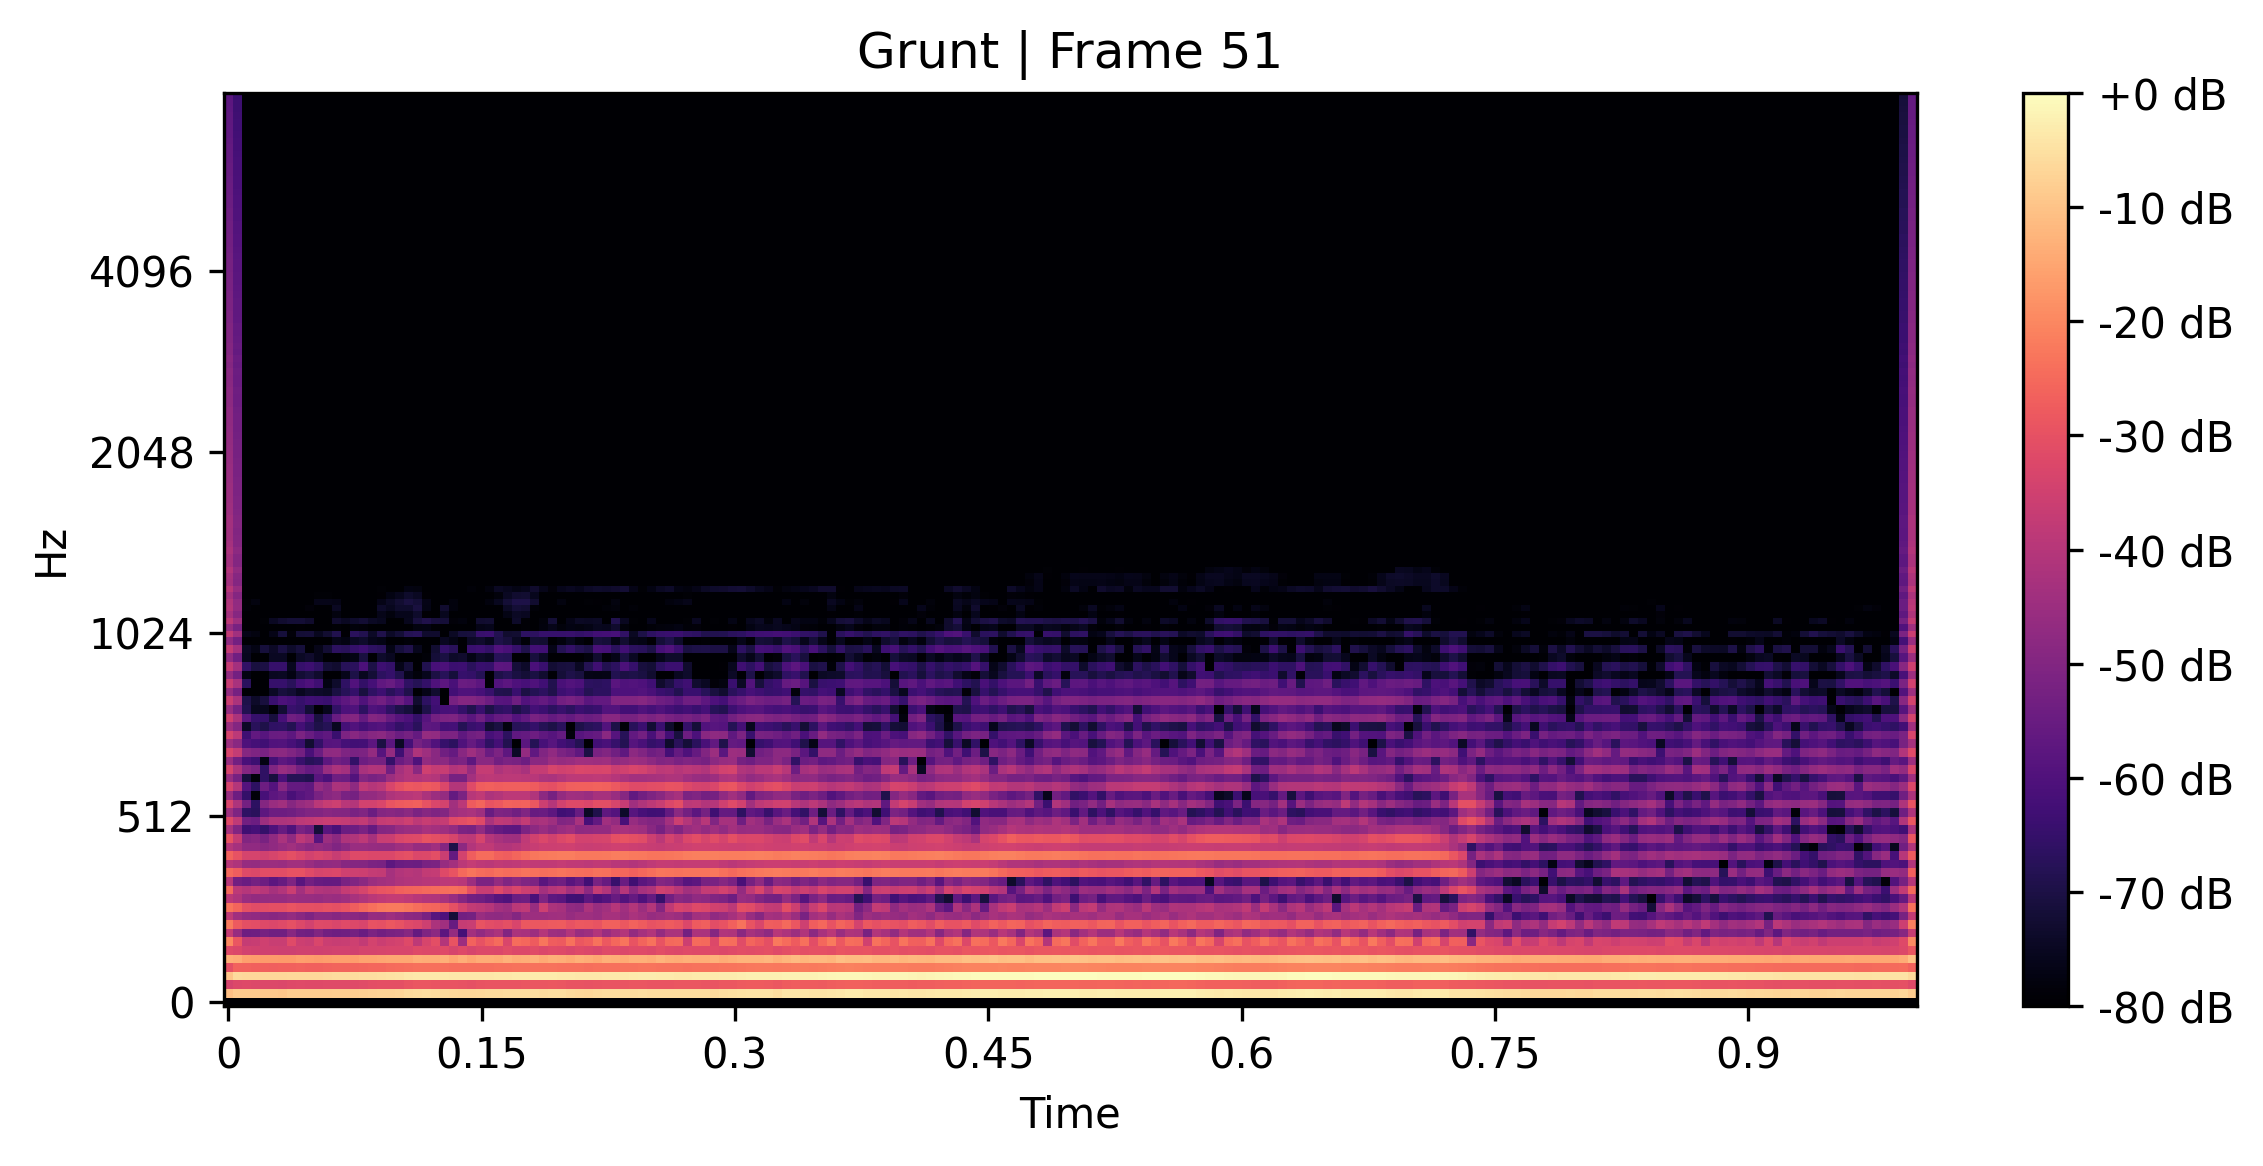 Grunt | Frame 51
Hz
4096
2048
1024
512
0
0 0.15 0.3 0.45 0.6 0.75 0.9
Time
+0 dB
-10 dB
-20 dB
-30 dB
-40 dB
-50 dB
-60 dB
-70 dB
-80 dB